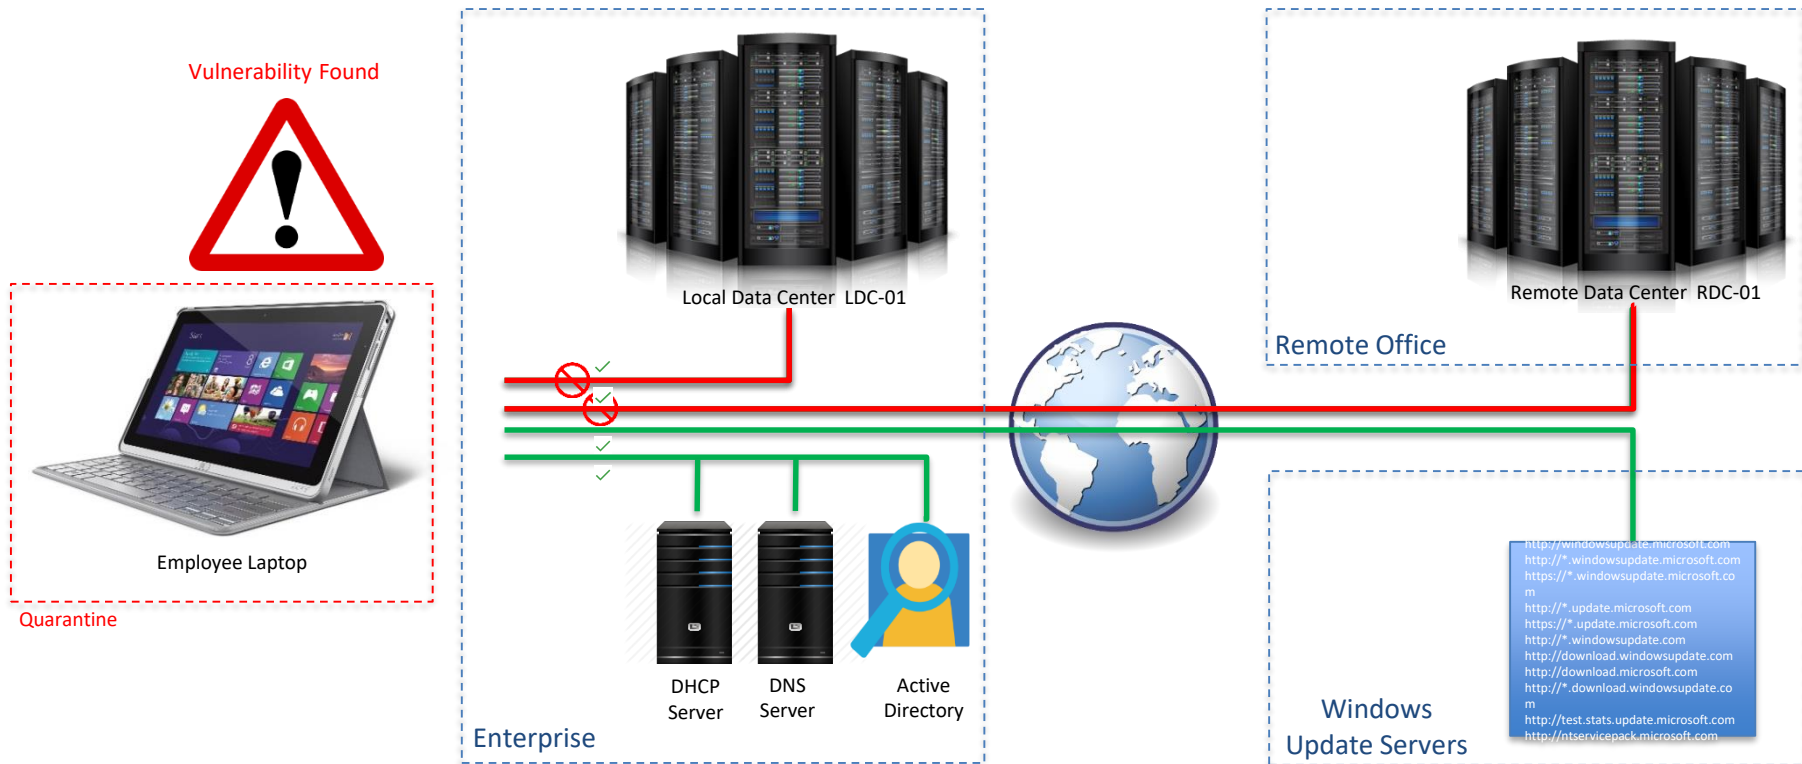 Vulnerability Found
Employee Laptop
Quarantine
Local Data Center  LDC-01
DHCP
Server
DNS
Server
Active
Directory
Enterprise
Remote Data Center  RDC-01
Remote Office
http://windowsupdate.microsoft.com
http://*.windowsupdate.microsoft.com
https://*.windowsupdate.microsoft.co
m
http://*.update.microsoft.com
https://*.update.microsoft.com
http://*.windowsupdate.com
http://download.windowsupdate.com
http://download.microsoft.com
http://*.download.windowsupdate.co
m
http://test.stats.update.microsoft.com
http://ntservicepack.microsoft.com
Windows
Update Servers